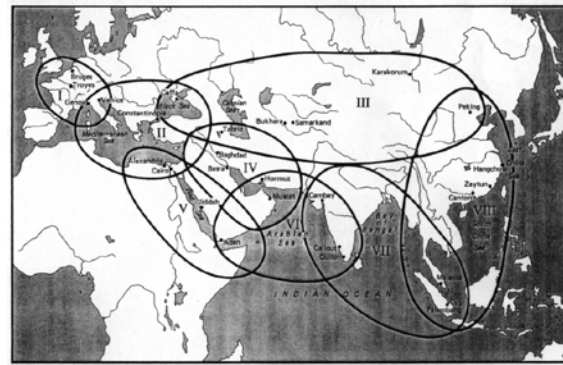 Bruges
Troyes
I
Genoa
Venice
Constantinople
Black Sea
Caspian Sea
Karakorum
III
Peking
Mediterranean Sea
II
Tabriz
Bukhara
Samarkand
Alexandria
Cairo
Baghdad
Basra
IV
Hormuz
Hangchow
Zaytun
Canton
V
Jiddah
Muscat
Cambay
VI
Arabian Sea
Bay of Bengal
VII
VIII
Aden
Calicut
Quilon
INDIAN OCEAN